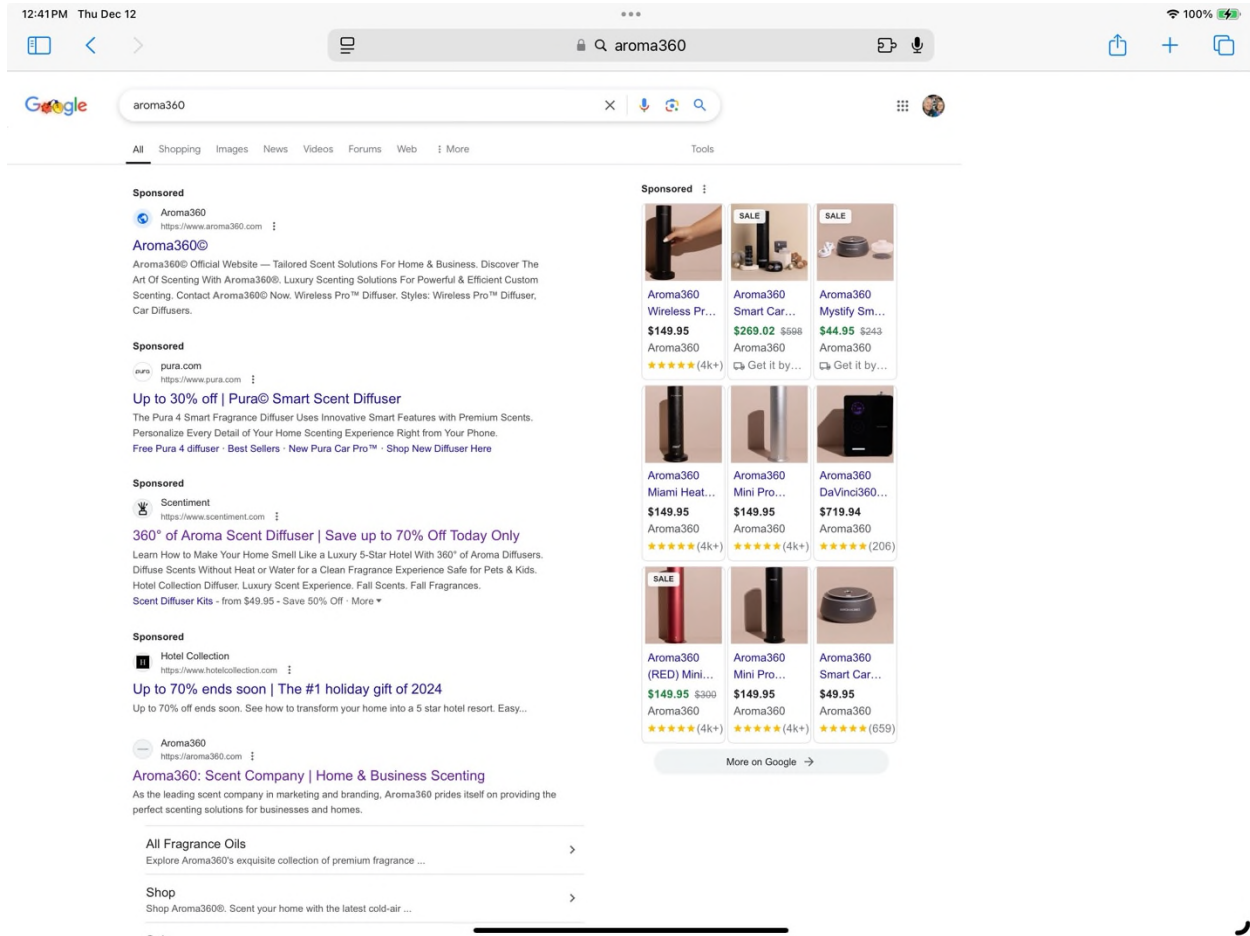 12:41 PM Thu Dec 12
100%
aroma360
Google
aroma360
All Shopping Images News Videos Forums Web More
Tools
Sponsored
Aroma360
https://www.aroma360.com
Aroma360©
Aroma360© Official Website — Tailored Scent Solutions For Home & Business. Discover The
Art Of Scenting With Aroma360®. Luxury Scenting Solutions For Powerful & Efficient Custom
Scenting. Contact Aroma360© Now. Wireless Pro™ Diffuser. Styles: Wireless Pro™ Diffuser,
Car Diffusers.
Sponsored
pura
pura.com
https://www.pura.com
Up to 30% off | Pura© Smart Scent Diffuser
The Pura 4 Smart Fragrance Diffuser Uses Innovative Smart Features with Premium Scents.
Personalize Every Detail of Your Home Scenting Experience Right from Your Phone.
Free Pura 4 diffuser · Best Sellers · New Pura Car Pro™ · Shop New Diffuser Here
Sponsored
Scentiment
https://www.scentiment.com
360° of Aroma Scent Diffuser | Save up to 70% Off Today Only
Learn How to Make Your Home Smell Like a Luxury 5-Star Hotel With 360° of Aroma Diffusers.
Diffuse Scents Without Heat or Water for a Clean Fragrance Experience Safe for Pets & Kids.
Hotel Collection Diffuser. Luxury Scent Experience. Fall Scents. Fall Fragrances.
Scent Diffuser Kits - from $49.95 - Save 50% Off · More
Sponsored
Hotel Collection
https://www.hotelcollection.com
Up to 70% ends soon | The #1 holiday gift of 2024
Up to 70% off ends soon. See how to transform your home into a 5 star hotel resort. Easy...
Aroma360
https://aroma360.com
Aroma360: Scent Company | Home & Business Scenting
As the leading scent company in marketing and branding, Aroma360 prides itself on providing the
perfect scenting solutions for businesses and homes.
All Fragrance Oils
Explore Aroma360's exquisite collection of premium fragrance ...
Shop
Shop Aroma360®. Scent your home with the latest cold-air ...
Sponsored
SALE SALE
Aroma360 Aroma360 Aroma360
Wireless Pr... Smart Car... Mystify Sm...
$149.95 $269.02 $598 $44.95 $243
Aroma360 Aroma360 Aroma360
(4k+) Get it by... Get it by...
Aroma360 Aroma360 Aroma360
Miami Heat... Mini Pro... DaVinci360...
$149.95 $149.95 $719.94
Aroma360 Aroma360 Aroma360
(4k+) (4k+) (206)
SALE
Aroma360 Aroma360 Aroma360
(RED) Mini... Mini Pro... Smart Car...
$149.95 $300 $149.95 $49.95
Aroma360 Aroma360 Aroma360
(4k+) (4k+) (659)
More on Google